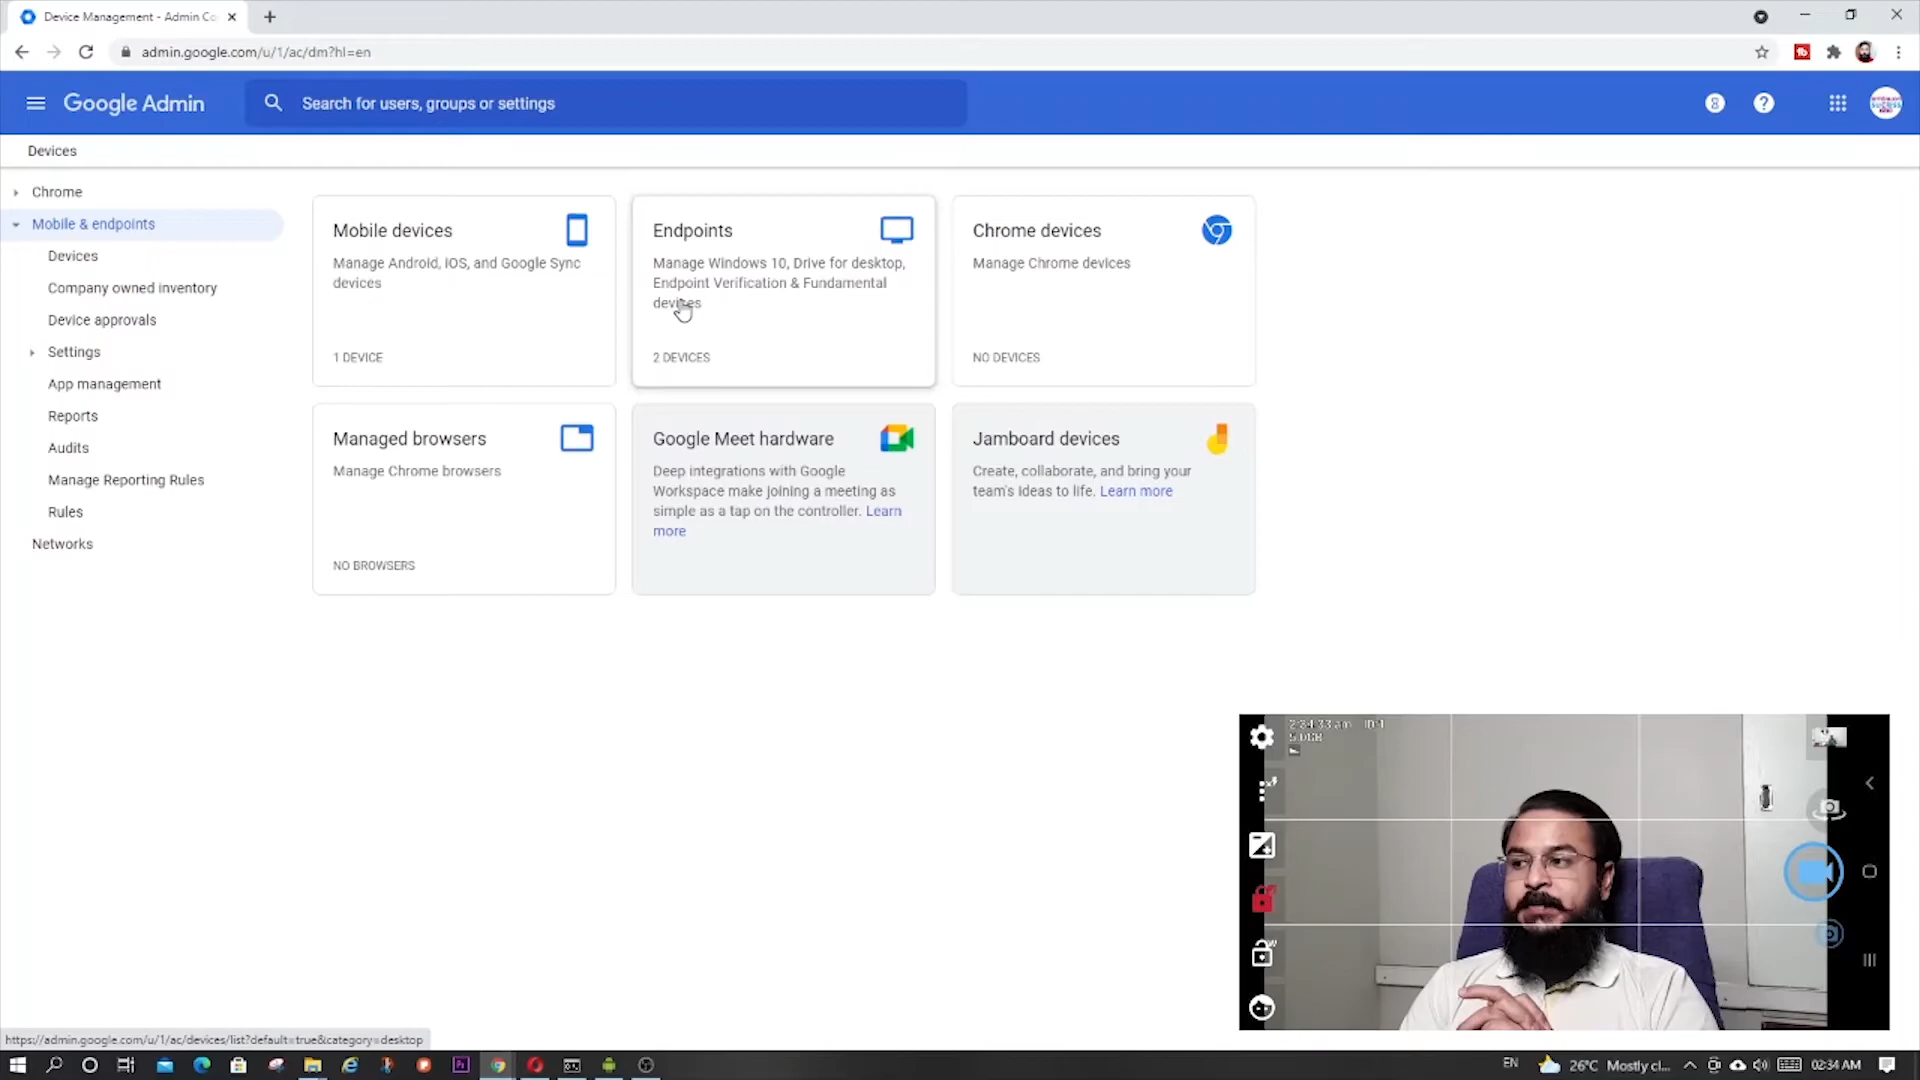 Device Management - Admin Co
admin.google.com/u/1/ac/dm?hl=en
Google Admin
Search for users, groups or settings
Devices
Chrome
Mobile & endpoints
Devices
Company owned inventory
Device approvals
Settings
App management
Reports
Audits
Manage Reporting Rules
Rules
Networks
Mobile devices
Manage Android, iOS, and Google Sync
devices
1 DEVICE
Endpoints
Manage Windows 10, Drive for desktop,
Endpoint Verification & Fundamental
devices
2 DEVICES
Chrome devices
Manage Chrome devices
NO DEVICES
Managed browsers
Manage Chrome browsers
NO BROWSERS
Google Meet hardware
Deep integrations with Google
Workspace make joining a meeting as
simple as a tap on the controller. Learn
more
Jamboard devices
Create, collaborate, and bring your
team's ideas to life. Learn more
2:34:33 am
https://admin.google.com/u/1/ac/devices/list?default=true&category=desktop
EN
26°C Mostly cl...
02:34 AM